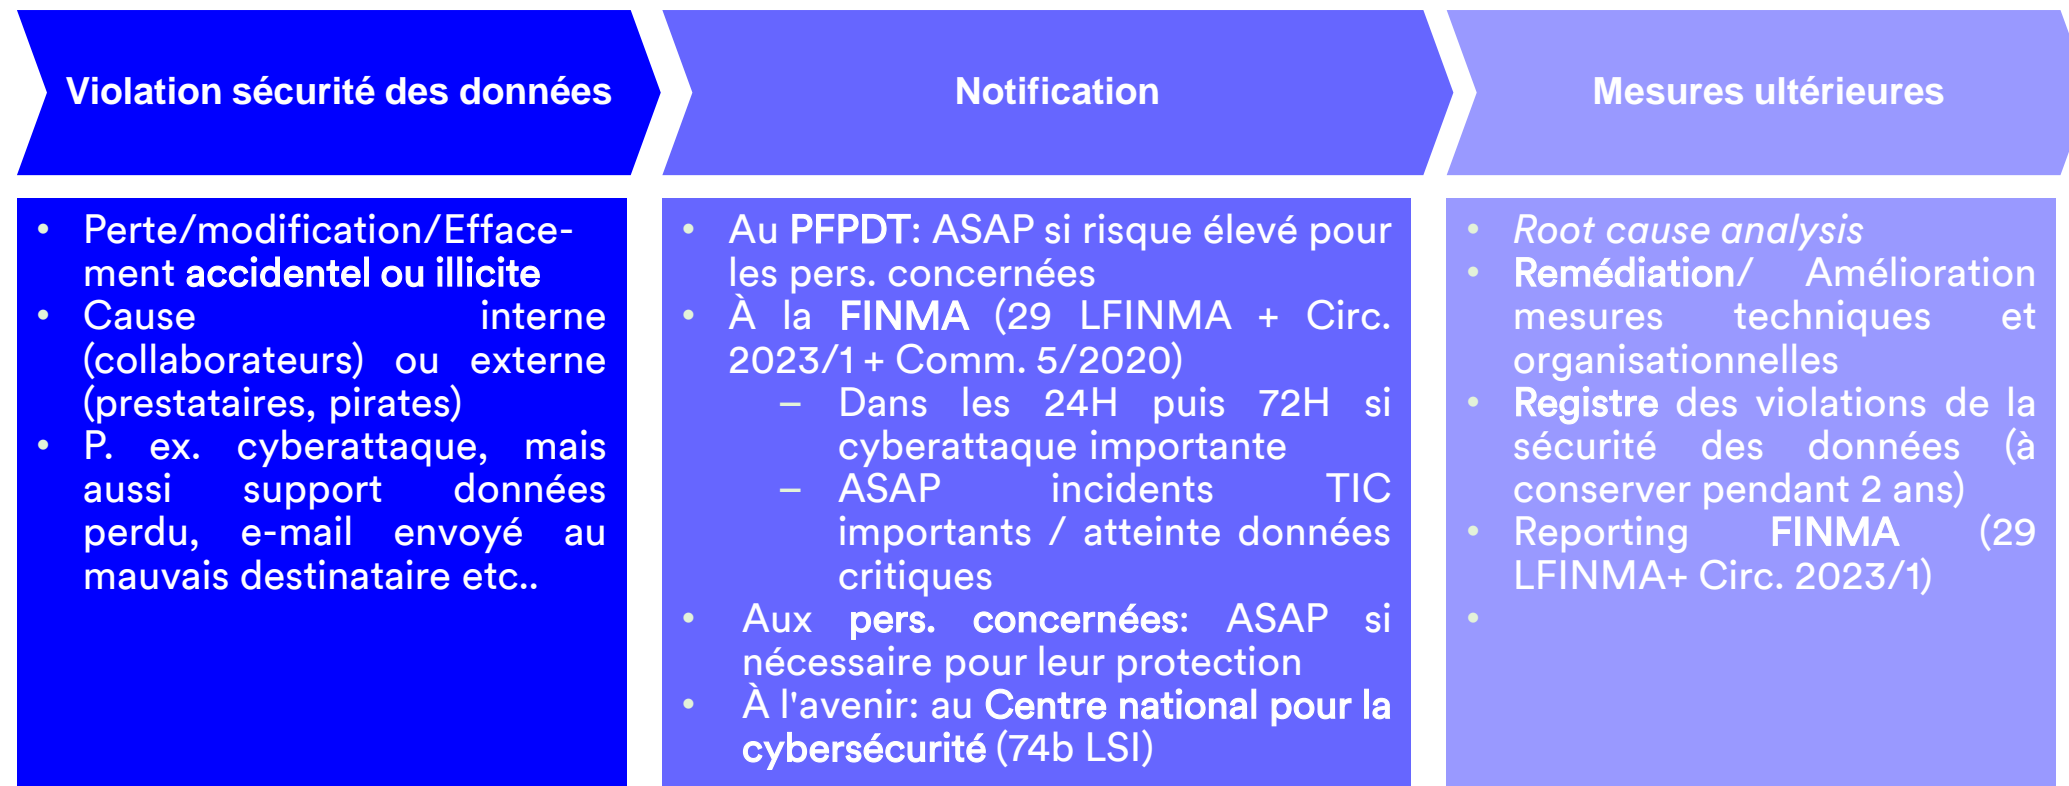 Violation sécurité des données
Notification
Mesures ultérieures
• Perte/modification/Efface-
ment accidentel ou illicite
• Cause interne
(collaborateurs) ou externe
(prestataires, pirates)
• P. ex. cyberattaque, mais
aussi support données
perdu, e-mail envoyé au
mauvais destinataire etc..
• Au PFPDT: ASAP si risque élevé pour
les pers. concernées
• À la FINMA (29 LFINMA + Circ.
2023/1 + Comm. 5/2020)
– Dans les 24H puis 72H si
cyberattaque importante
– ASAP incidents TIC
importants / atteinte données
critiques
• Aux pers. concernées: ASAP si
nécessaire pour leur protection
• À l'avenir: au Centre national pour la
cybersécurité (74b LSI)
• Root cause analysis
• Remédiation/ Amélioration
mesures techniques et
organisationnelles
• Registre des violations de la
sécurité des données (à
conserver pendant 2 ans)
• Reporting FINMA (29
LFINMA+ Circ. 2023/1)
•